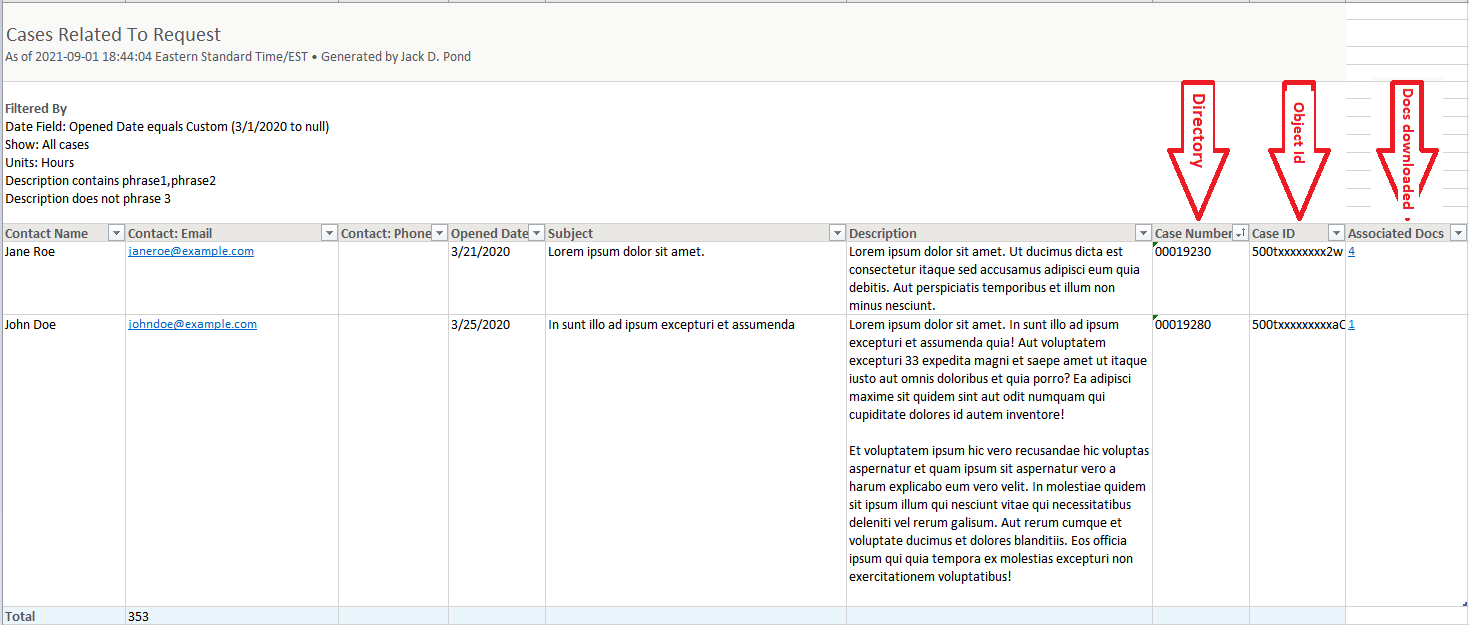 Cases Related To Request
As of 2021-09-01 18:44:04 Eastern Standard Time/EST • Generated by Jack D. Pond
Filtered By
Date Field: Opened Date equals Custom (3/1/2020 to null)
Show: All cases
Units: Hours
Description contains phrase1,phrase2
Description does not phrase 3
Directory
Object Id
Docs downloaded
Contact Name Contact: Email Contact: Phone Opened Date Subject Description Case Number Case ID Associated Docs
Jane Roe janeroe@example.com 3/21/2020 Lorem ipsum dolor sit amet. Lorem ipsum dolor sit amet. Ut ducimus dicta est 00019230 500txxxxxxxx2w 4
consectetur itaque sed accusamus adipisci eum quia
debitis. Aut perspiciatis temporibus et illum non
minus nesciunt.
John Doe johndoe@example.com 3/25/2020 In sunt illo ad ipsum excepturi et assumenda Lorem ipsum dolor sit amet. In sunt illo ad ipsum 00019280 500txxxxxxxxxaC 1
excepturi et assumenda quia! Aut voluptatem
excepturi 33 expedita magni et saepe amet ut itaque
iusto aut omnis doloribus et quia porro? Ea adipisci
maxime sit quidem sint aut odit numquam qui
cupiditate dolores id autem inventore!
Et voluptatem ipsum hic vero recusandae hic voluptas
aspernatur et quam ipsum sit aspernatur vero a
harum explicabo eum vero velit. In molestiae quidem
sit ipsum illum qui nesciunt vitae qui necessitatibus
deleniti vel rerum galisum. Aut rerum cumque et
voluptate ducimus et dolores blanditiis. Eos officia
ipsum qui quia tempora ex molestias excepturi non
exercitationem voluptatibus!
Total 353